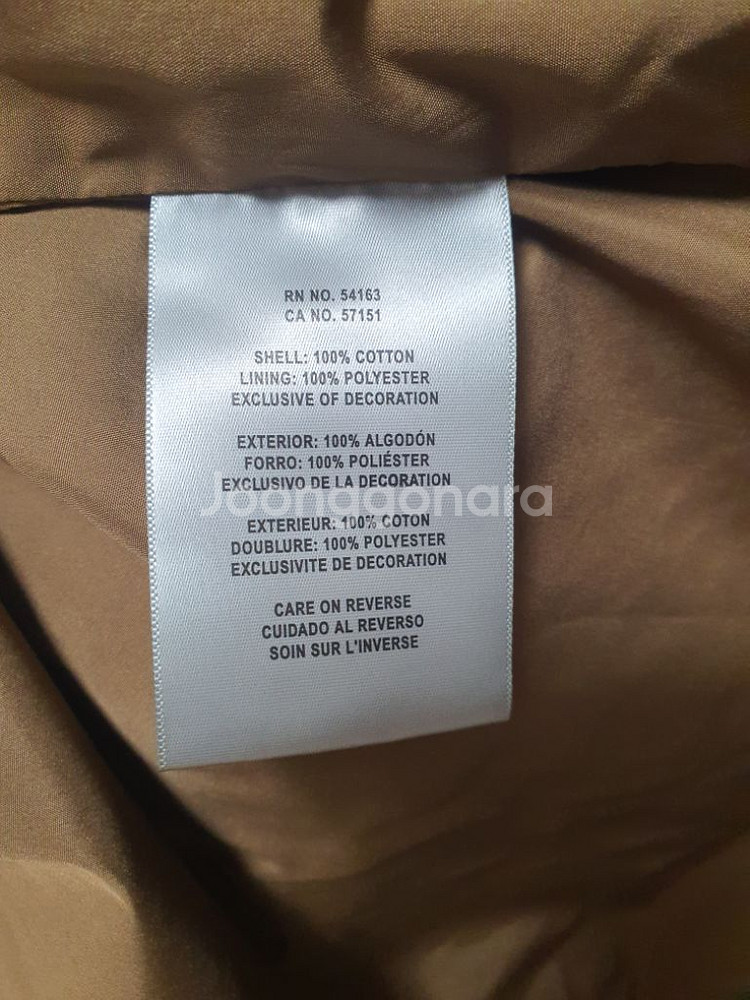 RN NO. 54163
CA NO. 57151
SHELL: 100% COTTON
LINING: 100% POLYESTER
EXCLUSIVE OF DECORATION
EXTERIOR: 100% ALGODÓN
FORRO: 100% POLIÉSTER
EXCLUSIVO DE LA DECORATION
Joonggonara
EXTERIEUR: 100% COTON
DOUBLURE: 100% POLYESTER
EXCLUSIVITE DE DECORATION
CARE ON REVERSE
CUIDADO AL REVERSO
SOIN SUR L'INVERSE